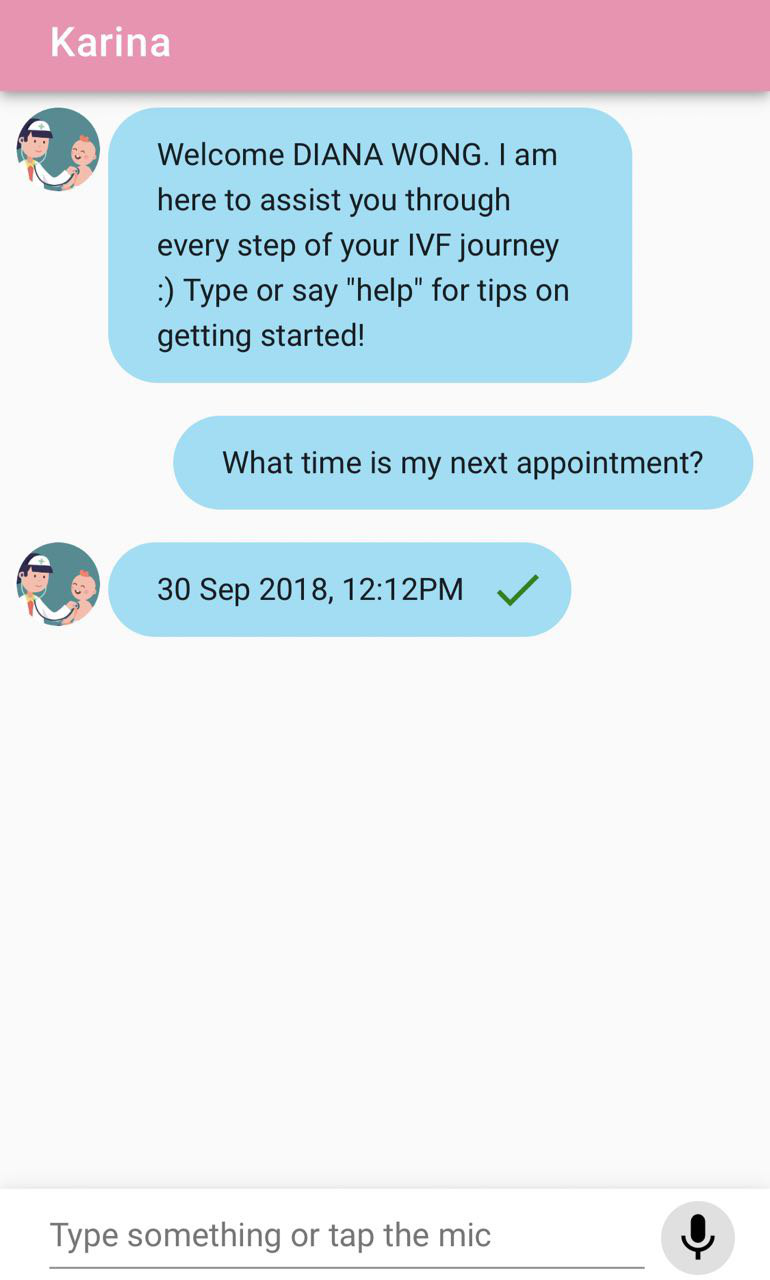 Karina
Welcome DIANA WONG. I am
here to assist you through
every step of your IVF journey
:) Type or say "help" for tips on
getting started!
What time is my next appointment?
30 Sep 2018, 12:12PM
Type something or tap the mic